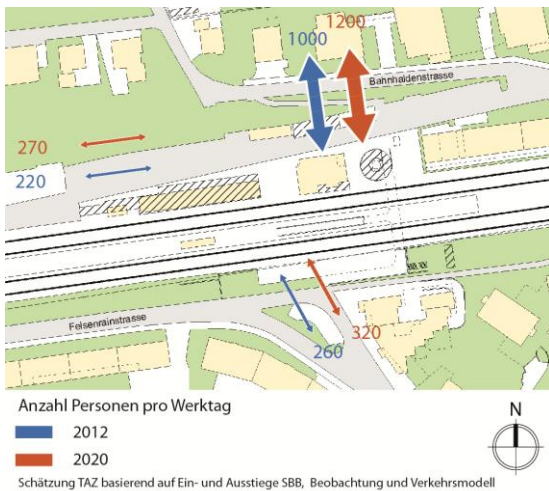 1200
1000
Bahnhaldenstrasse
270
220
Felsenrainstrasse
320
260
Anzahl Personen pro Werktag
2012
2020
N
Schätzung TAZ basierend auf Ein- und Ausstiege SBB, Beobachtung und Verkehrsmodell